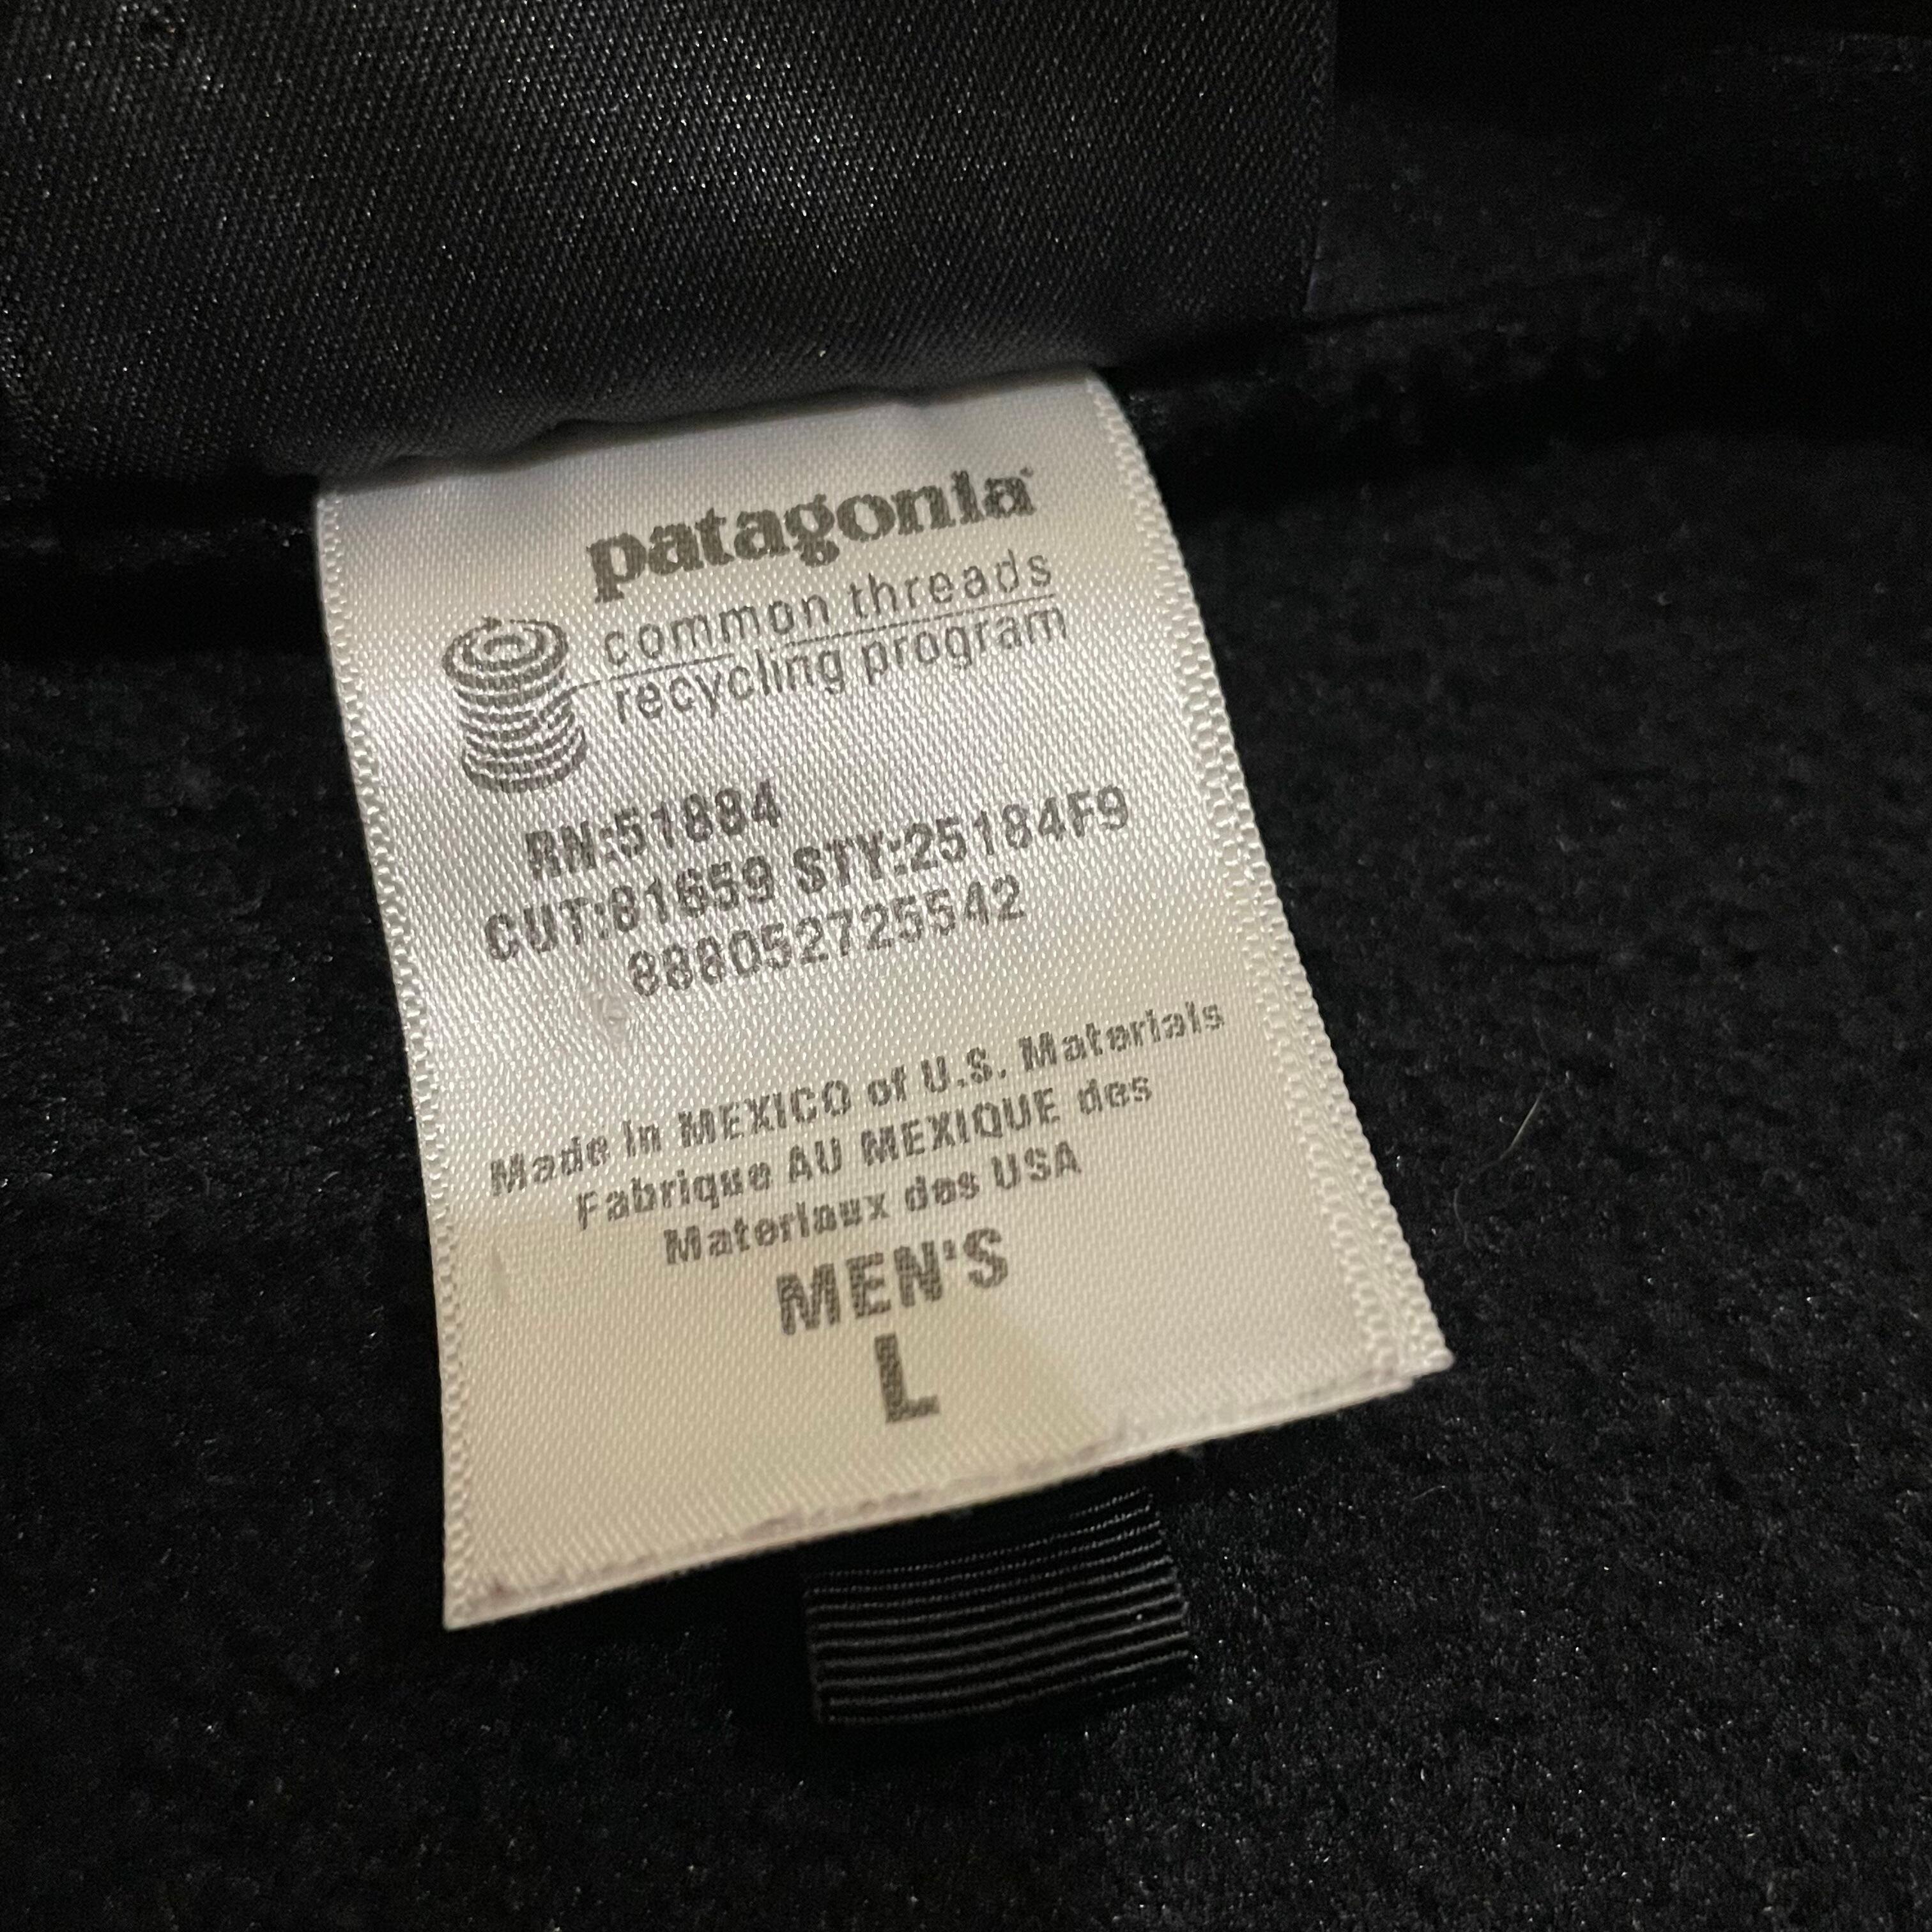 patagonia
common threads
recycling program
RN:51884
CUT:81659 STY:25184F9
888052725542
Made in MEXICO of U.S. Materials
Fabrique AU MEXIQUE des
Materiaux des USA
MEN'S
L